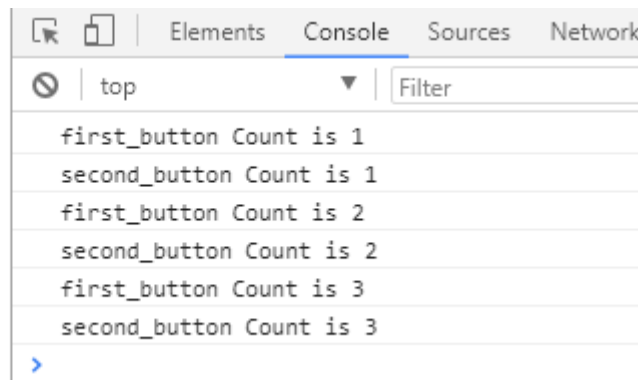 Elements Console Sources Network
top Filter
first_button Count is 1
second_button Count is 1
first_button Count is 2
second_button Count is 2
first_button Count is 3
second_button Count is 3